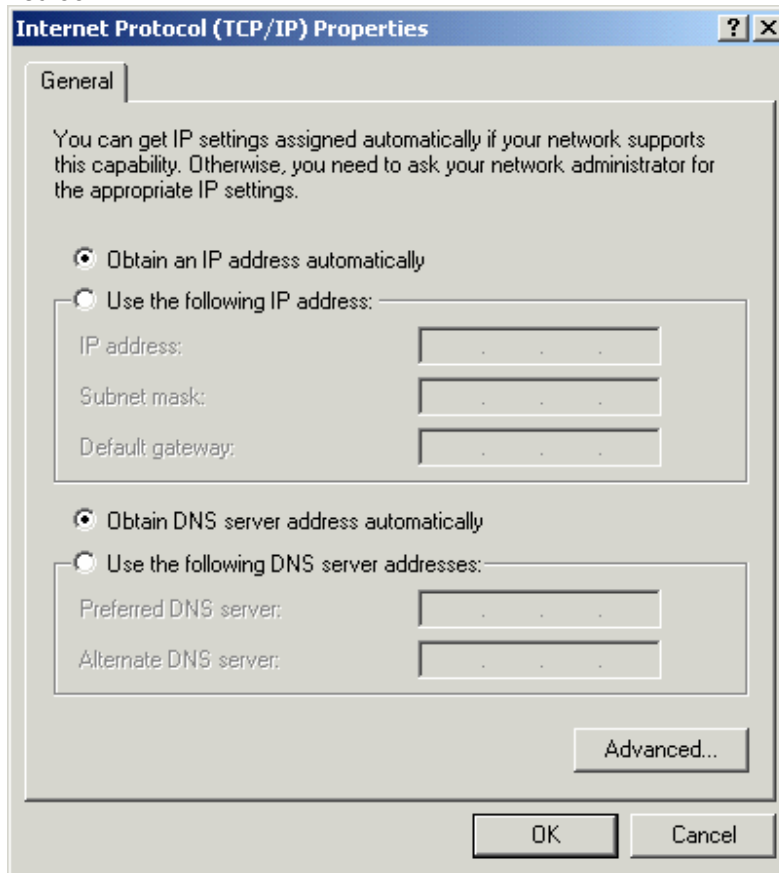 Internet Protocol (TCP/IP) Properties
General
You can get IP settings assigned automatically if your network supports
this capability. Otherwise, you need to ask your network administrator for
the appropriate IP settings.
Obtain an IP address automatically
Use the following IP address:
IP address:
Subnet mask:
Default gateway:
Obtain DNS server address automatically
Use the following DNS server addresses:
Preferred DNS server:
Alternate DNS server:
Advanced...
OK
Cancel